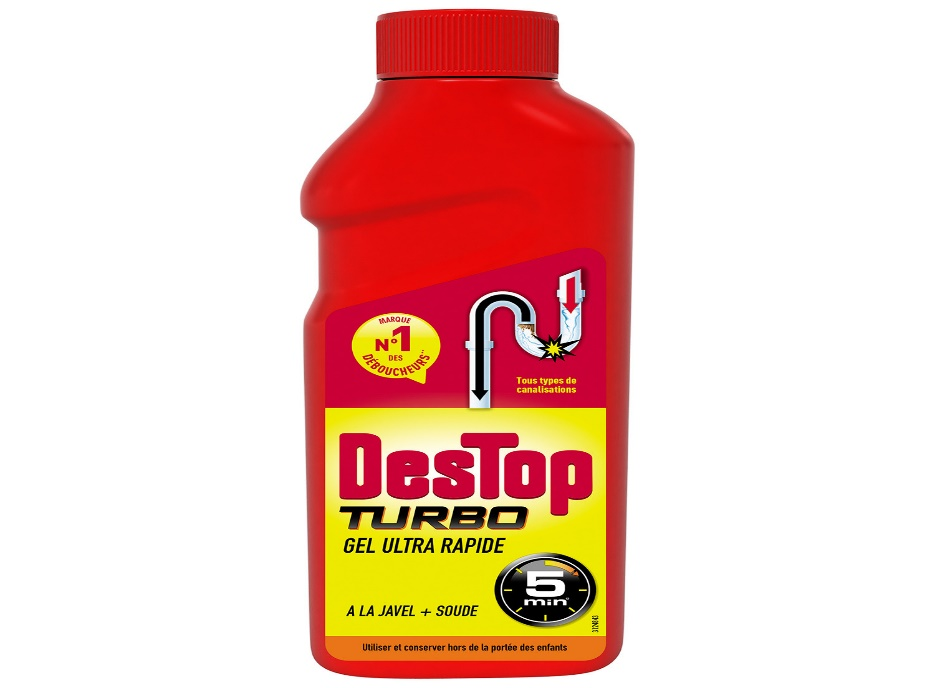 MARQUE
N°1
DES
DÉBOUCHEURS
Tous types de
canalisations
DesTop
TURBO
GEL ULTRA RAPIDE
5
min
A LA JAVEL + SOUDE
Utiliser et conserver hors de la portée des enfants